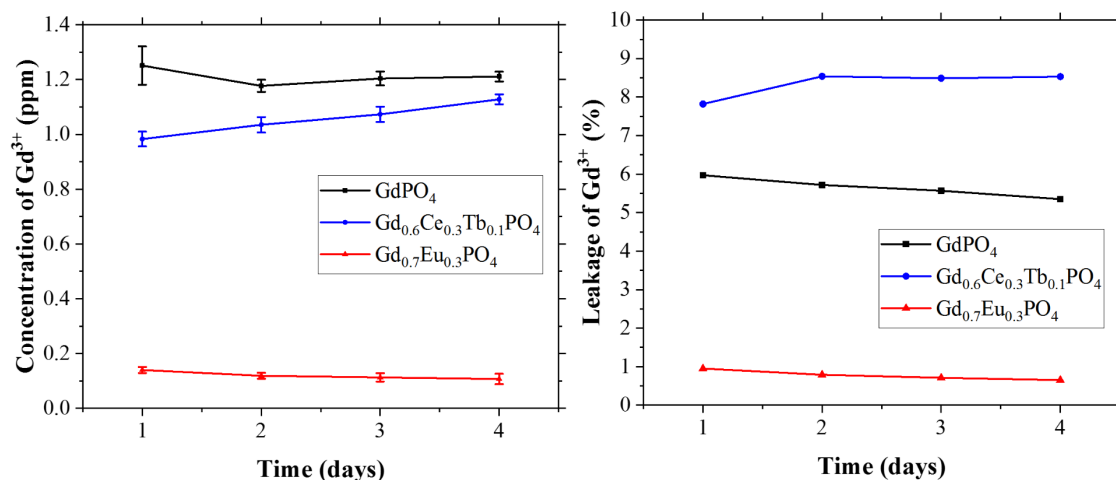 Concentration of Gd³⁺ (ppm)
1.4
1.2
1.0
0.8
0.6
0.4
0.2
0.0
GdPO₄
Gd₀.₆Ce₀.₃Tb₀.₁PO₄
Gd₀.₇Eu₀.₃PO₄
1 2 3 4
Time (days)
Leakage of Gd³⁺ (%)
10
9
8
7
6
5
4
3
2
1
0
GdPO₄
Gd₀.₆Ce₀.₃Tb₀.₁PO₄
Gd₀.₇Eu₀.₃PO₄
1 2 3 4
Time (days)